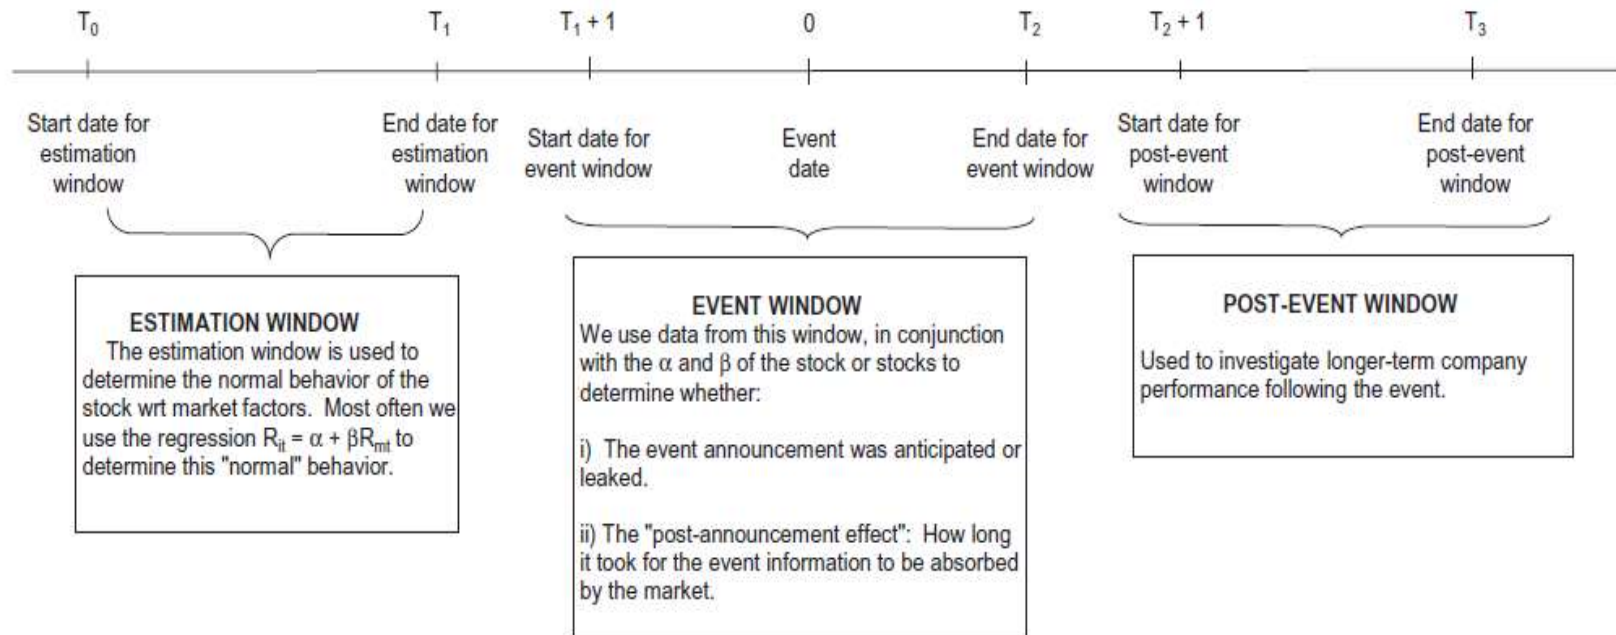 T₀
T₁
T₁ + 1
0
T₂
T₂ + 1
T₃
Start date for
estimation
window
End date for
estimation
window
Start date for
event window
Event
date
End date for
event window
Start date for
post-event
window
End date for
post-event
window
ESTIMATION WINDOW
The estimation window is used to
determine the normal behavior of the
stock wrt market factors. Most often we
use the regression Rᵢₜ = α + βRₘₜ to
determine this "normal" behavior.
EVENT WINDOW
We use data from this window, in conjunction
with the α and β of the stock or stocks to
determine whether:
i) The event announcement was anticipated or
leaked.
ii) The "post-announcement effect": How long
it took for the event information to be absorbed
by the market.
POST-EVENT WINDOW
Used to investigate longer-term company
performance following the event.